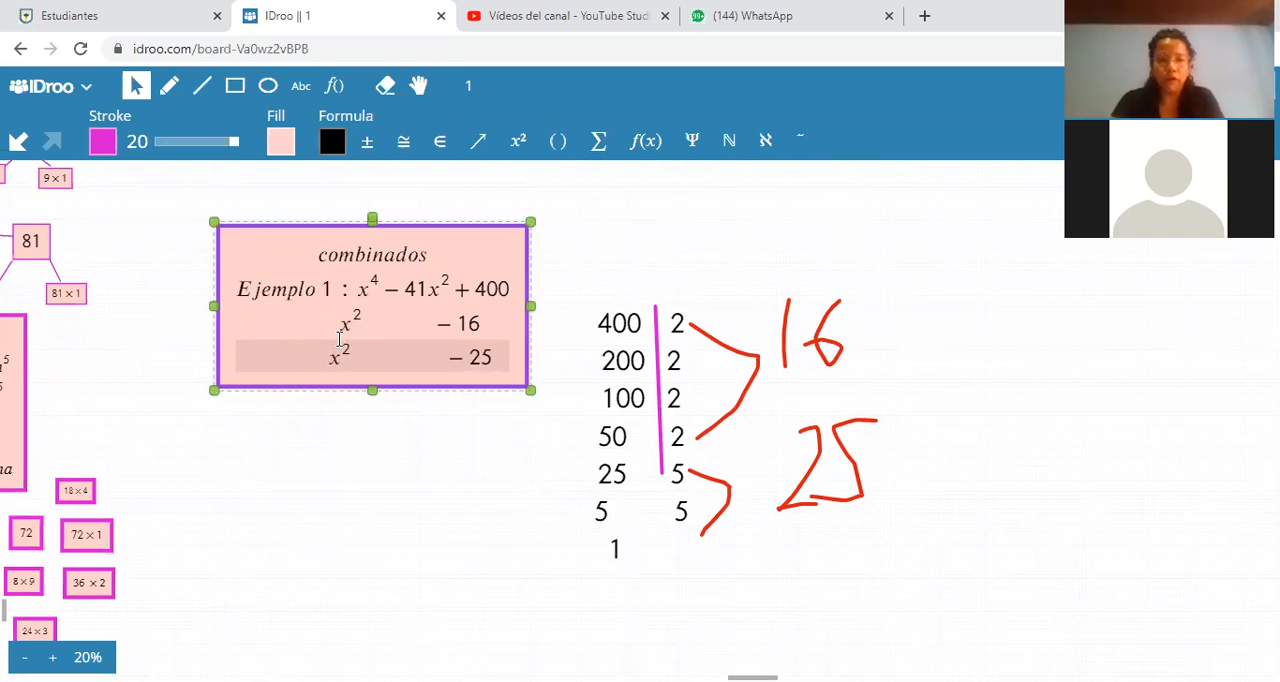 Estudiantes
IDroo || 1
Vídeos del canal - YouTube Studi
99+ (144) WhatsApp
idroo.com/board-Va0wz2vBPB
IDroo
Abc
f()
1
Stroke
Fill
Formula
20
± ≅ ∈ x² ( ) ∑ f(x) Ψ ℕ ℵ ~
9 × 1
81
81 × 1
combinados
Ejemplo 1 : x⁴ − 41x² + 400
x² − 16
x² − 25
400 2
200 2
100 2
50 2
25 5
5 5
1
16
25
na
18 × 4
72
72 × 1
8 × 9
36 × 2
24 × 3
- + 20%